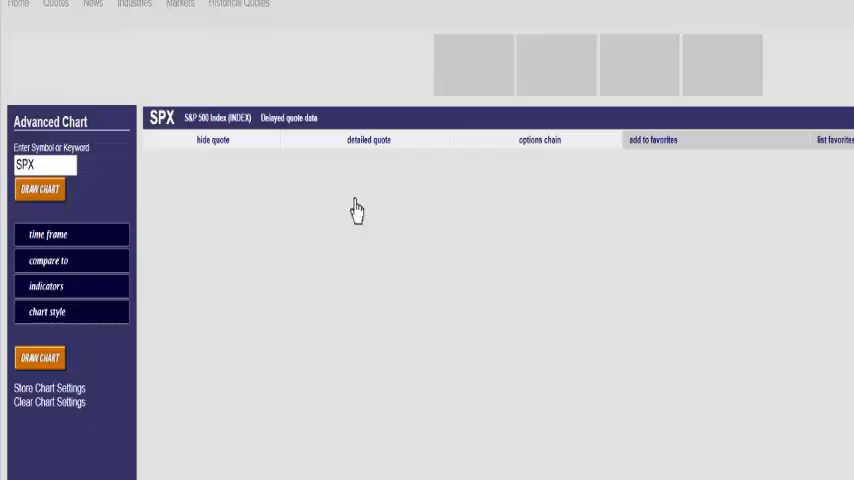 Home Quotes News Industries Markets Historical Quotes
Advanced Chart
SPX S&P 500 Index (INDEX) Delayed quote data
hide quote detailed quote options chain add to favorites list favorites
Enter Symbol or Keyword
SPX
DRAW CHART
time frame
compare to
indicators
chart style
DRAW CHART
Store Chart Settings
Clear Chart Settings